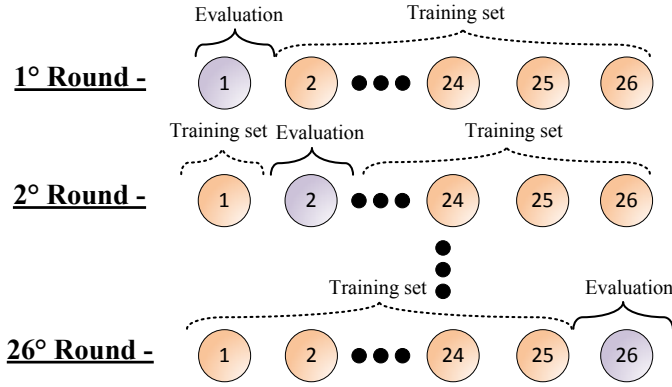 Evaluation Training set
1° Round - 1 2 24 25 26
Training set Evaluation Training set
2° Round - 1 2 24 25 26
Training set Evaluation
26° Round - 1 2 24 25 26